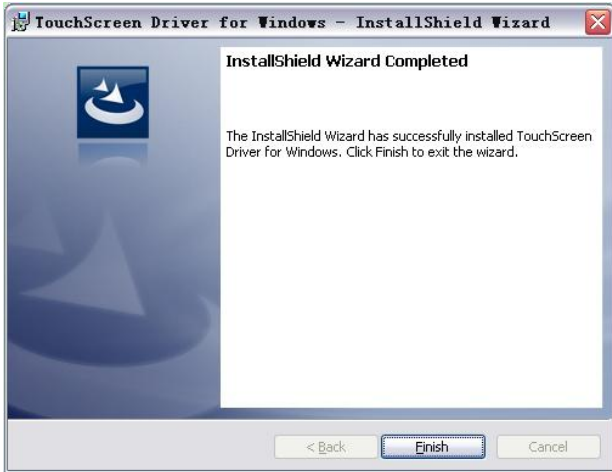 TouchScreen Driver for Windows - InstallShield Wizard
InstallShield Wizard Completed
The InstallShield Wizard has successfully installed TouchScreen
Driver for Windows. Click Finish to exit the wizard.
< Back
Finish
Cancel